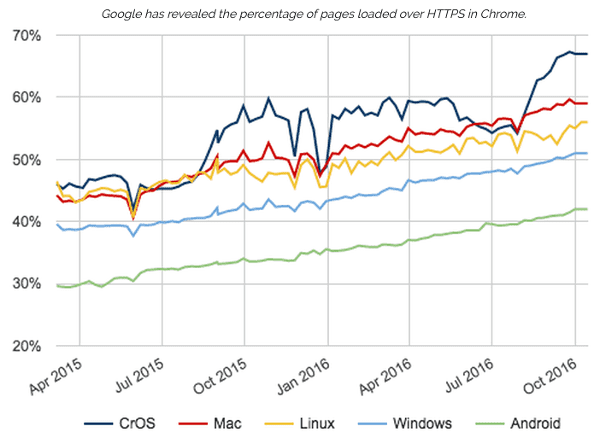 Google has revealed the percentage of pages loaded over HTTPS in Chrome.
70%
60%
50%
40%
30%
20%
Apr 2015 Jul 2015 Oct 2015 Jan 2016 Apr 2016 Jul 2016 Oct 2016
CrOS Mac Linux Windows Android